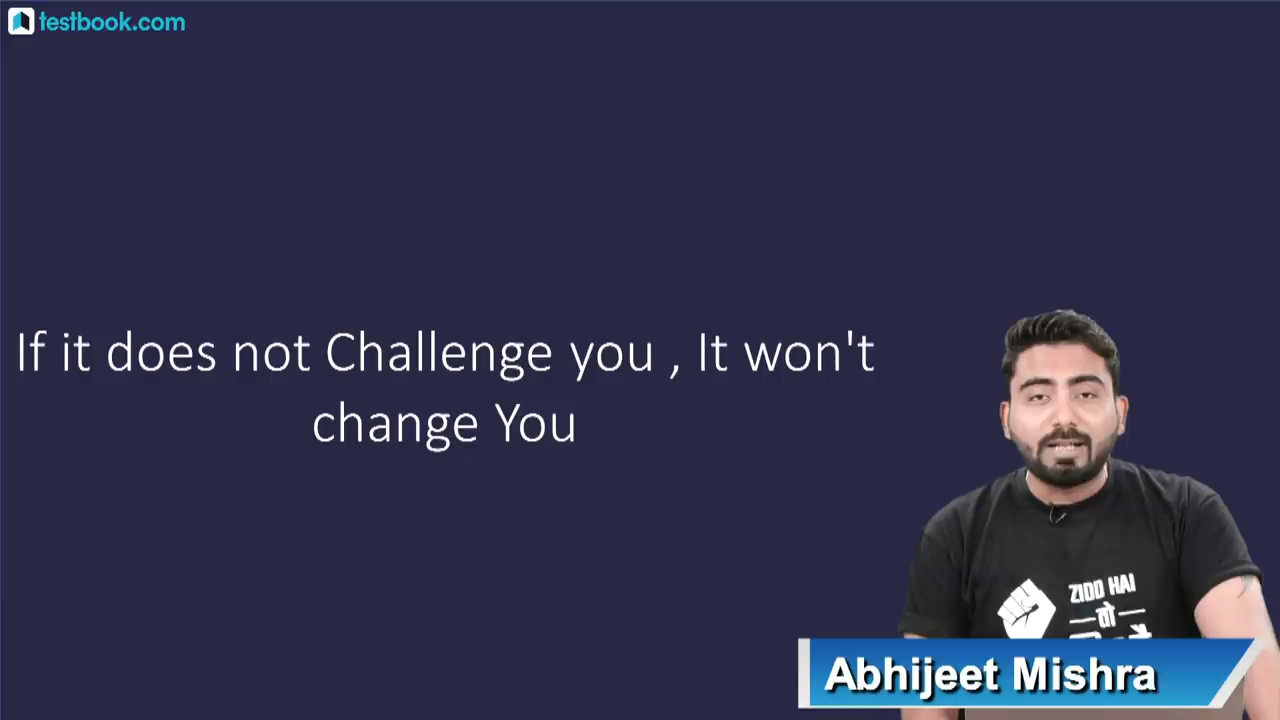 testbook.com
If it does not Challenge you , It won't
change You
ZIDD HAI
वो
Abhijeet Mishra